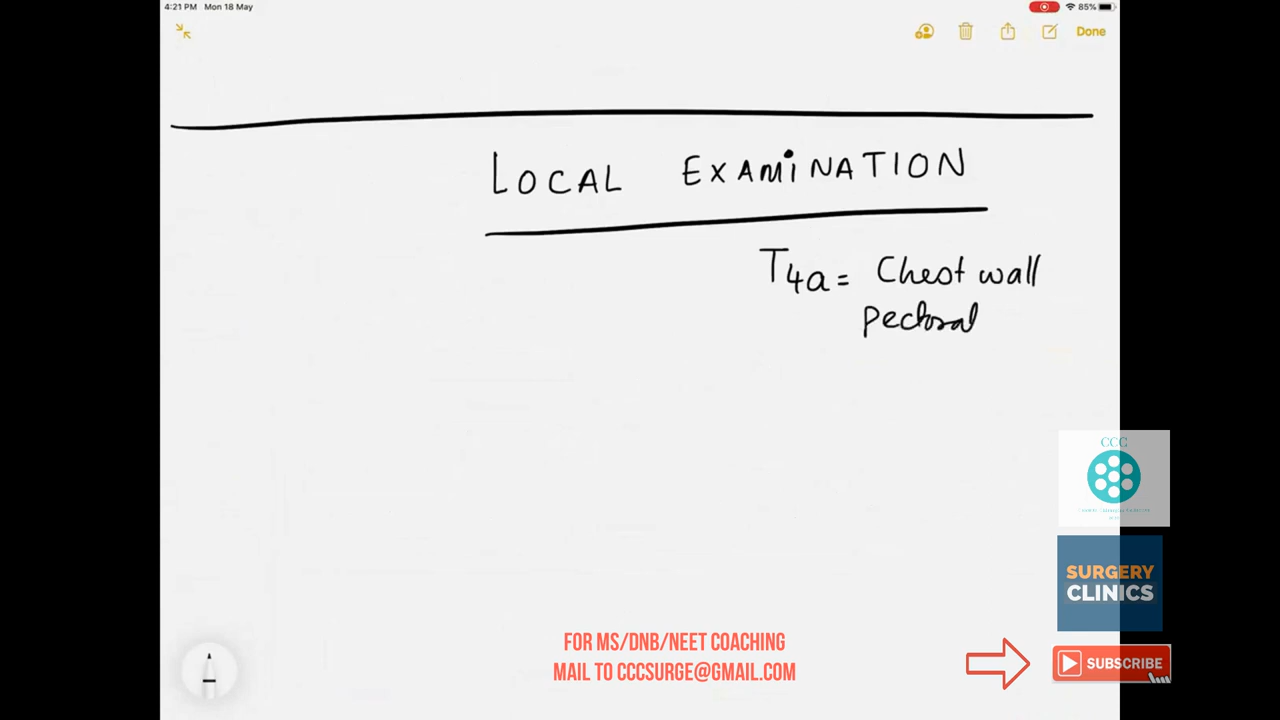 4:21 PM Mon 18 May
85%
Done
LOCAL EXAMINATION
T4a = Chest wall
pectoral
CCC
SURGERY
CLINICS
FOR MS/DNB/NEET COACHING
MAIL TO CCCSURGE@GMAIL.COM
SUBSCRIBE